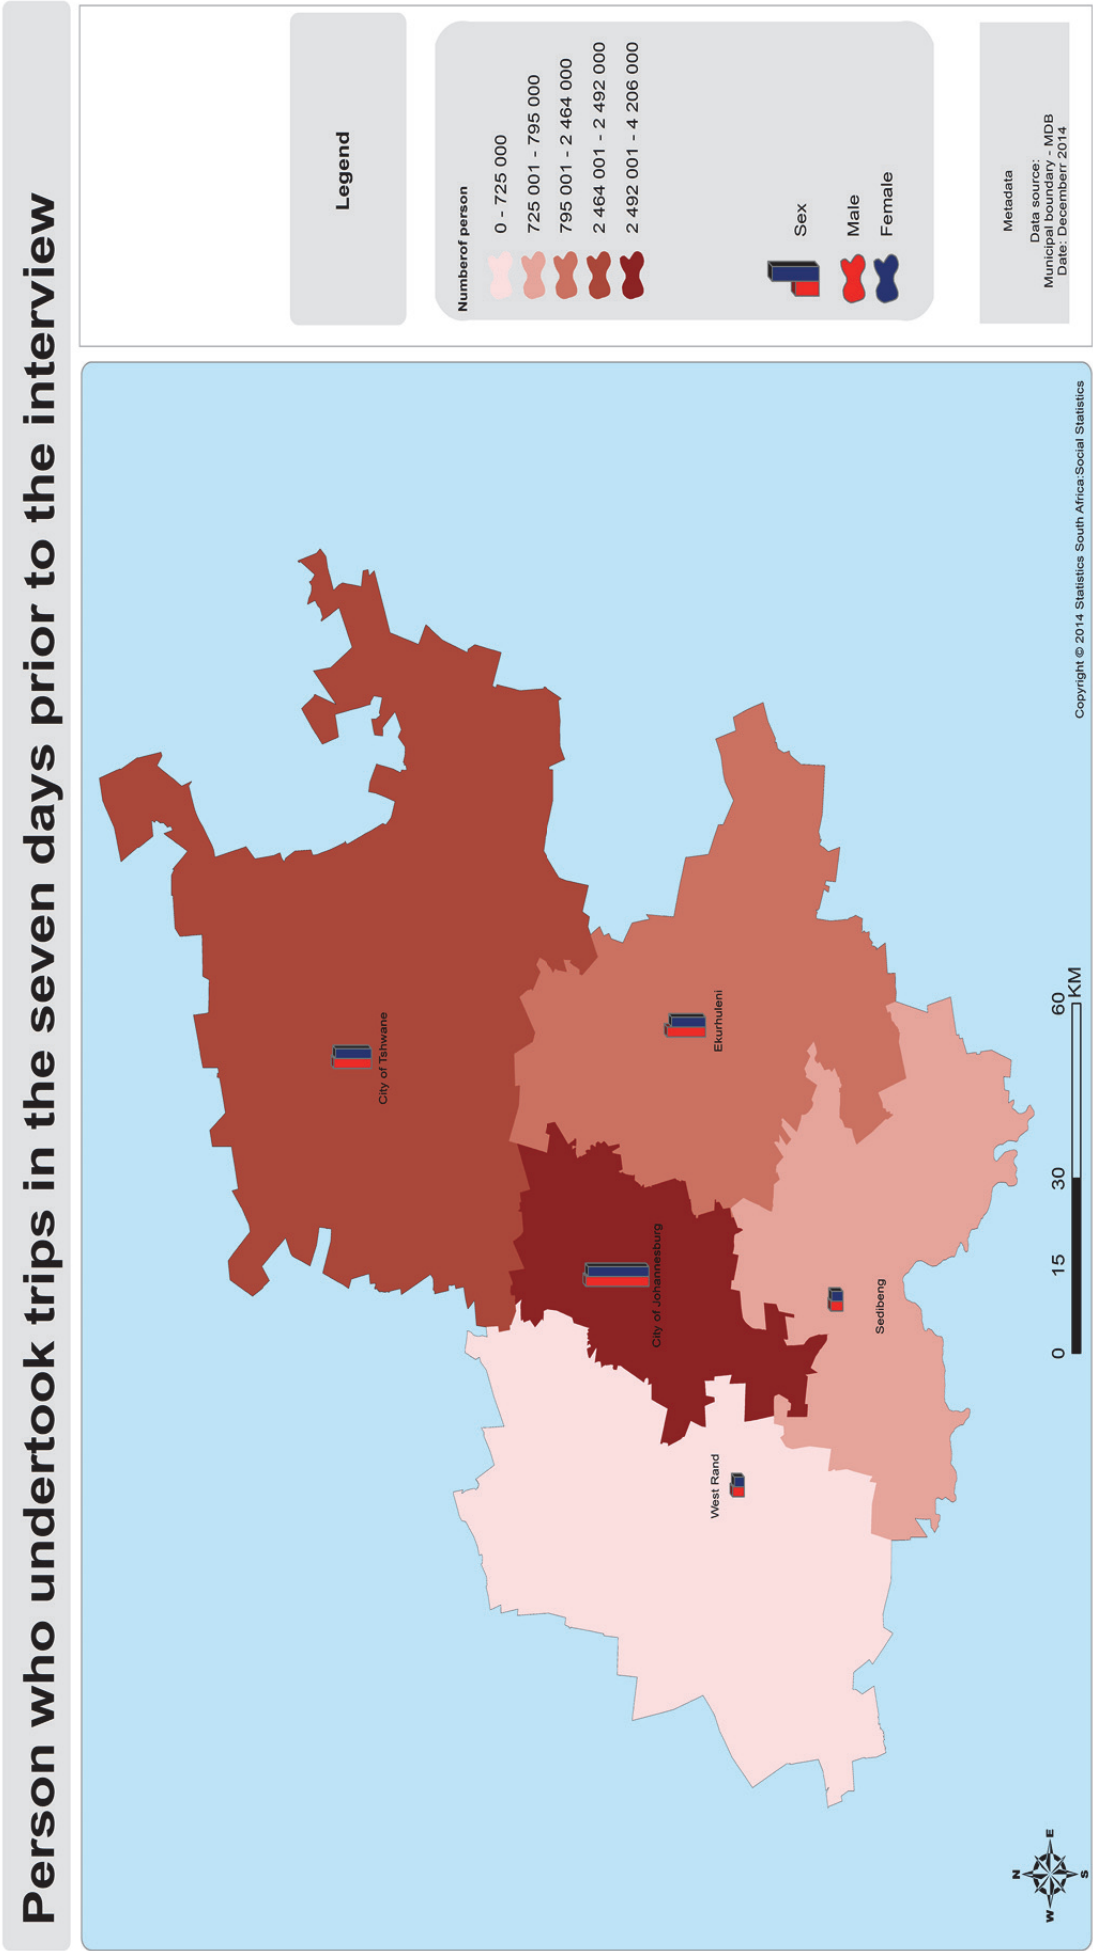 Person who undertook trips in the seven days prior to the interview
City of Tshwane
Ekurhuleni
City of Johannesburg
West Rand
Sedibeng
N
W
E
S
0
15
30
60
KM
Copyright © 2014 Statistics South Africa:Social Statistics
Legend
Numberof person
0 - 725 000
725 001 - 795 000
795 001 - 2 464 000
2 464 001 - 2 492 000
2 492 001 - 4 206 000
Sex
Male
Female
Metadata
Data source:
Municipal boundary - MDB
Date: Decemberr 2014